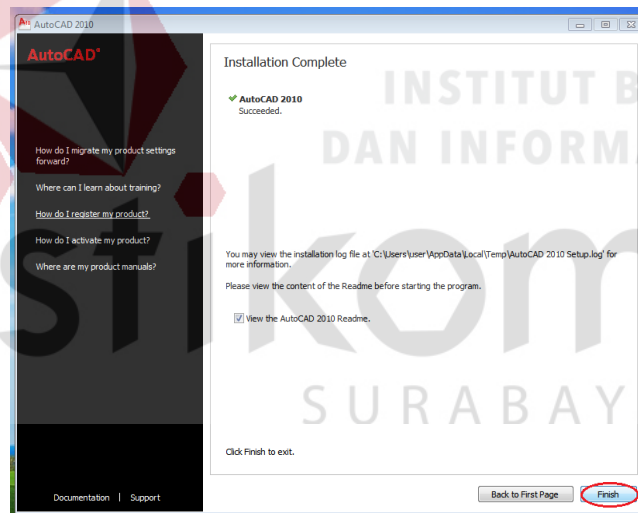 AutoCAD 2010
AutoCAD®
Installation Complete
AutoCAD 2010
Succeeded.
How do I migrate my product settings
forward?
Where can I learn about training?
How do I register my product?
How do I activate my product?
Where are my product manuals?
You may view the installation log file at 'C:\Users\user\AppData\Local\Temp\AutoCAD 2010 Setup.log' for
more information.
Please view the content of the Readme before starting the program.
View the AutoCAD 2010 Readme.
Click Finish to exit.
Documentation | Support
Back to First Page
Finish
INSTITUT B
DAN INFORM
stikom
SURABAY